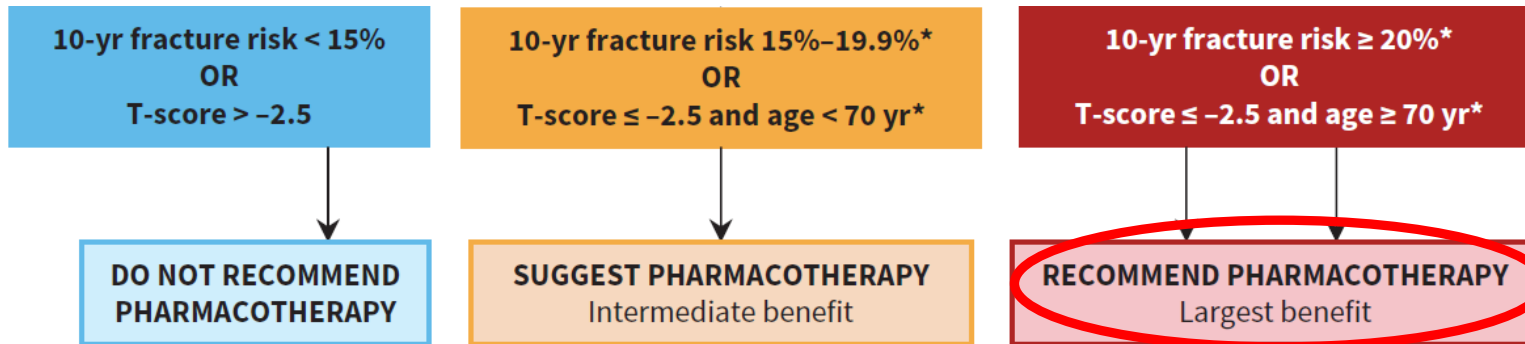 10-yr fracture risk < 15%
OR
T-score > –2.5
10-yr fracture risk 15%–19.9%*
OR
T-score ≤ –2.5 and age < 70 yr*
10-yr fracture risk ≥ 20%*
OR
T-score ≤ –2.5 and age ≥ 70 yr*
DO NOT RECOMMEND
PHARMACOTHERAPY
SUGGEST PHARMACOTHERAPY
Intermediate benefit
RECOMMEND PHARMACOTHERAPY
Largest benefit